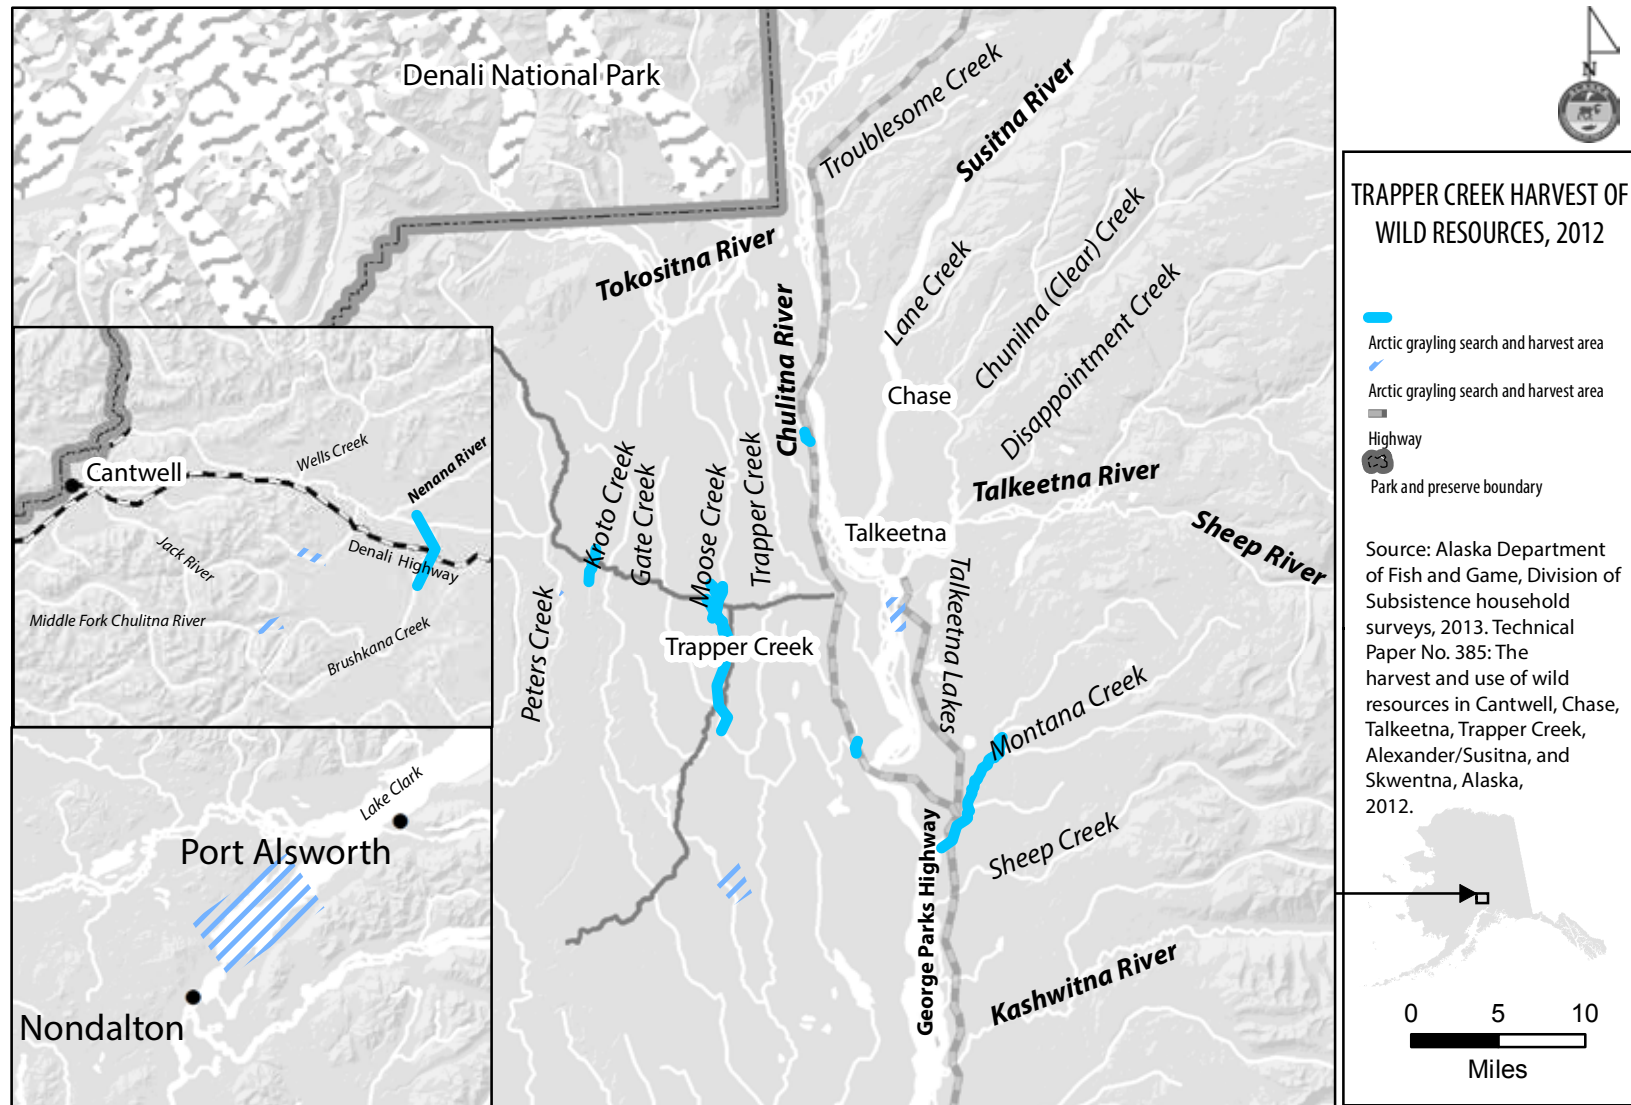 Denali National Park
Troublesome Creek
Susitna River
Tokositna River
Chulitna River
Lane Creek
Chunilna (Clear) Creek
Disappointment Creek
Chase
Talkeetna River
Sheep River
Talkeetna
Kroto Creek
Gate Creek
Moose Creek
Trapper Creek
Peters Creek
Trapper Creek
Talkeetna Lakes
Montana Creek
Sheep Creek
George Parks Highway
Kashwitna River
Cantwell
Wells Creek
Nenana River
Jack River
Denali Highway
Middle Fork Chulitna River
Brushkana Creek
Lake Clark
Port Alsworth
Nondalton
N
ALASKA
TRAPPER CREEK HARVEST OF
WILD RESOURCES, 2012
Arctic grayling search and harvest area
Arctic grayling search and harvest area
Highway
Park and preserve boundary
Source: Alaska Department
of Fish and Game, Division of
Subsistence household
surveys, 2013. Technical
Paper No. 385: The
harvest and use of wild
resources in Cantwell, Chase,
Talkeetna, Trapper Creek,
Alexander/Susitna, and
Skwentna, Alaska,
2012.
0 5 10
Miles